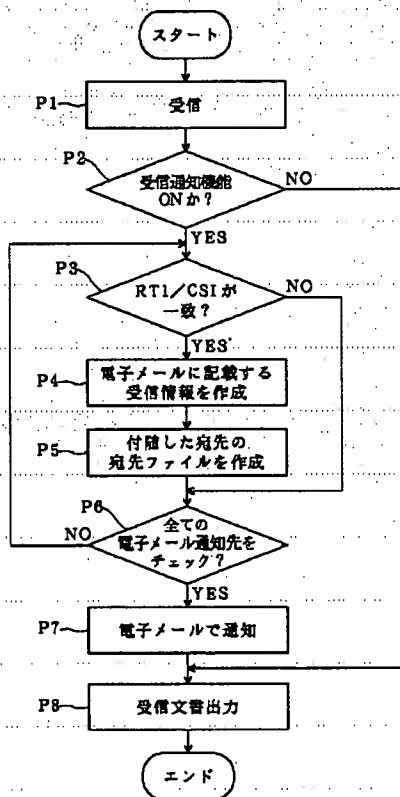 スタート
P1
受信
P2
受信通知機能
ONか?
NO
YES
P3
RTI/CSIが
一致?
NO
YES
P4
電子メールに記載する
受信情報を作成
P5
付随した宛先の
宛先ファイルを作成
P6
全ての
電子メール通知先を
チェック?
NO
YES
P7
電子メールで通知
P8
受信文書出力
エンド